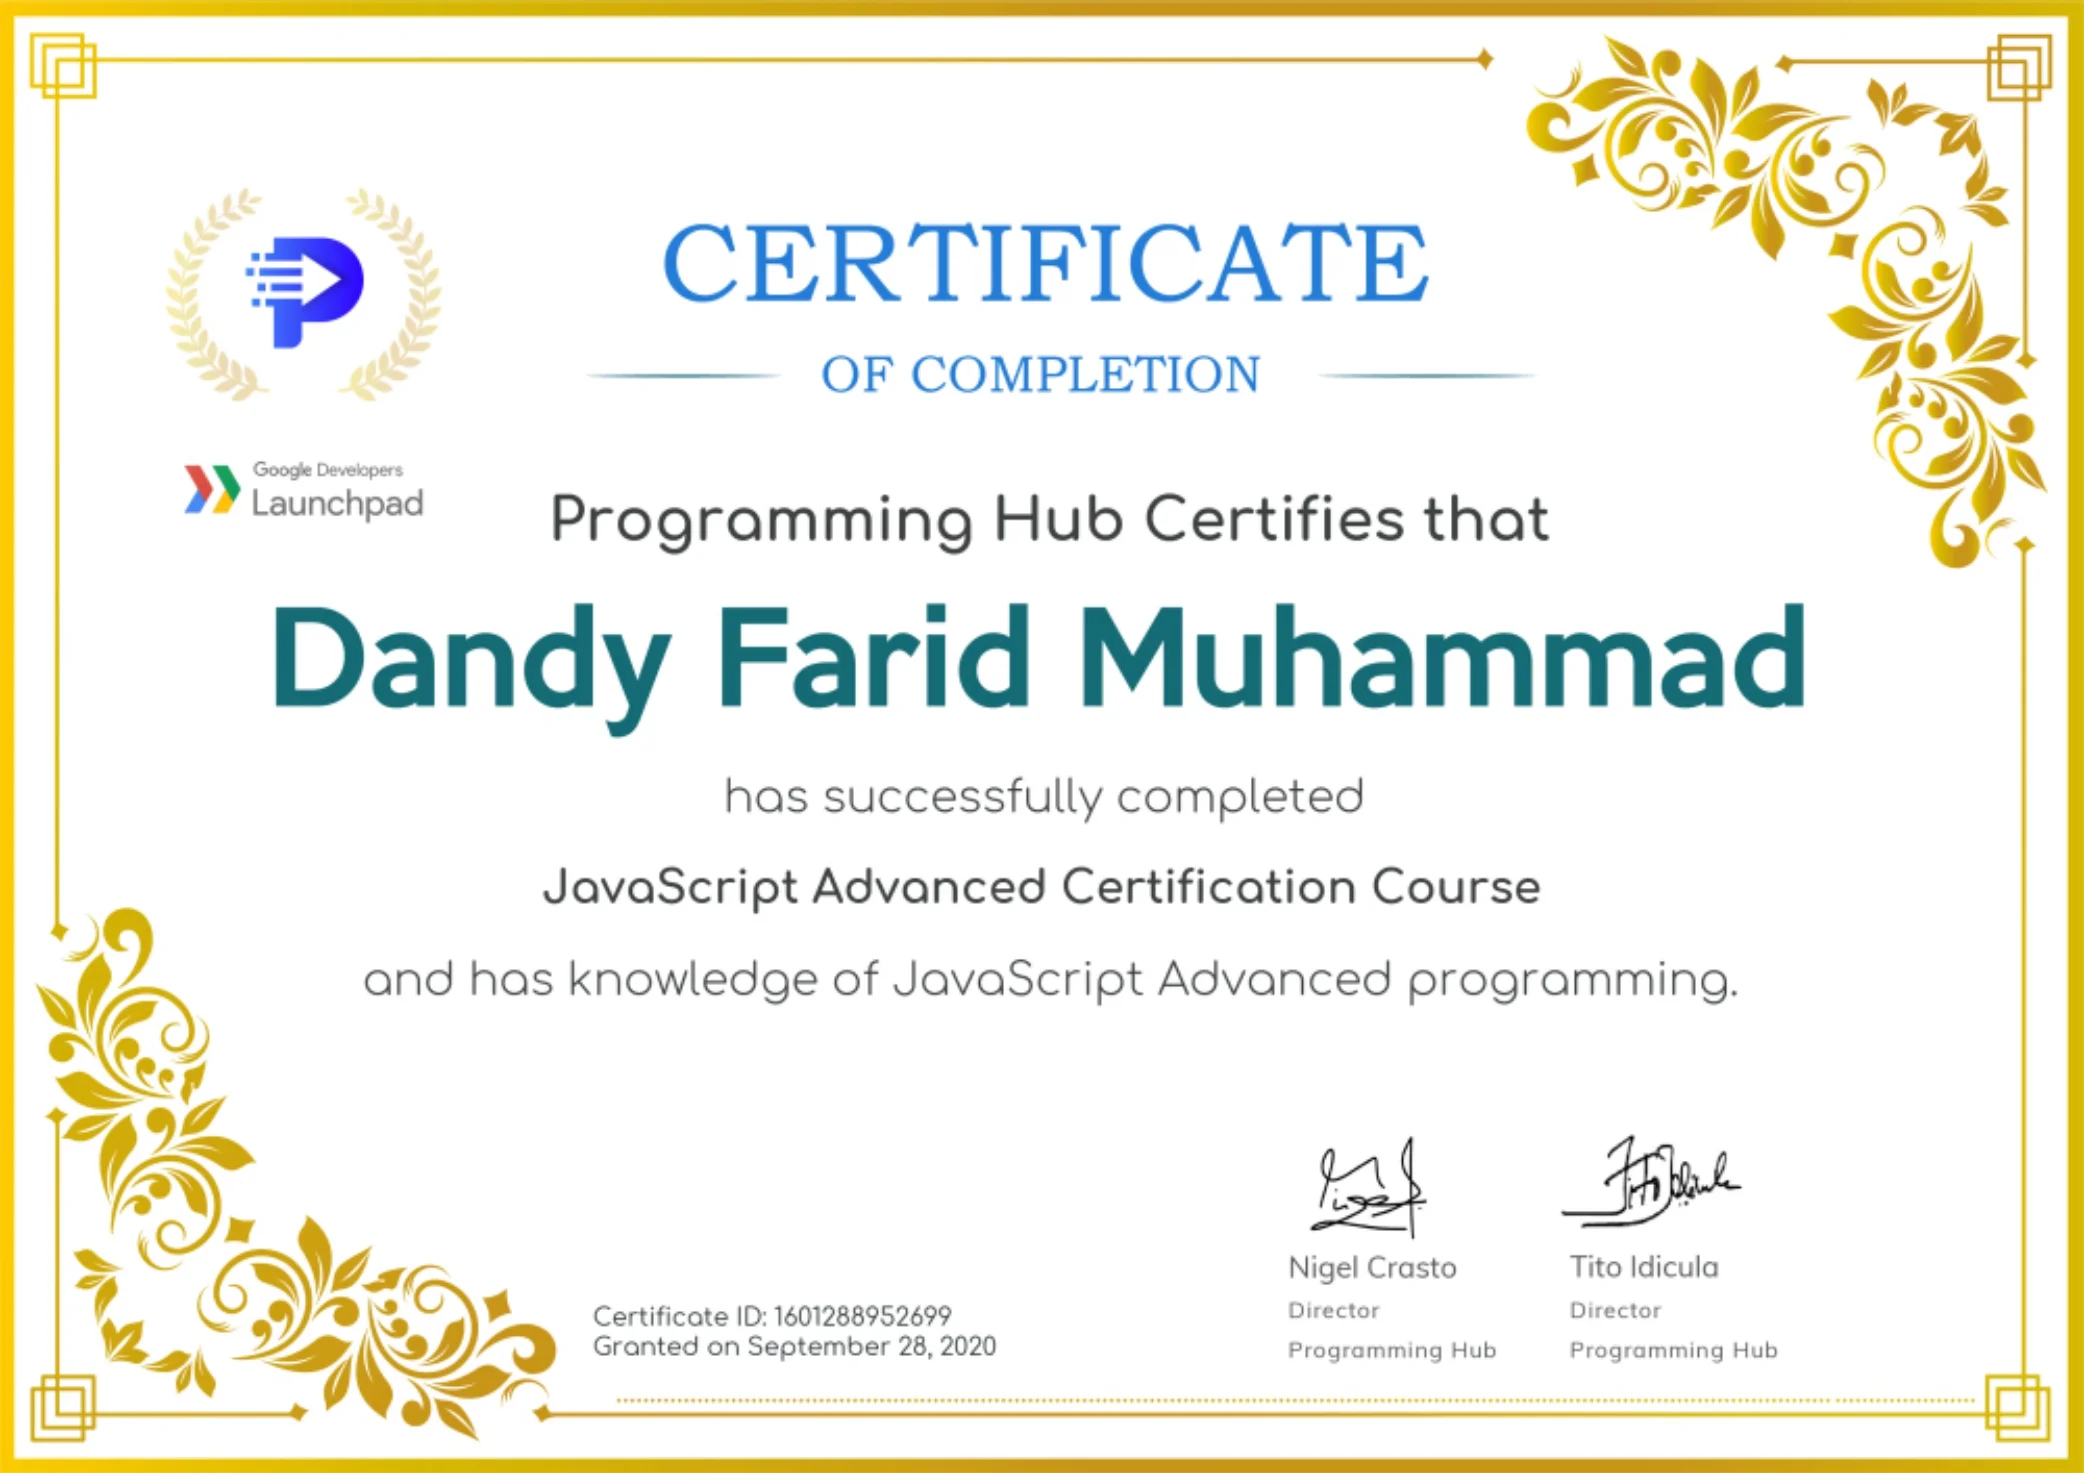 CERTIFICATE
OF COMPLETION
Google Developers
Launchpad
Programming Hub Certifies that
Dandy Farid Muhammad
has successfully completed
JavaScript Advanced Certification Course
and has knowledge of JavaScript Advanced programming.
Nigel Crasto
Director
Programming Hub
Tito Idicula
Director
Programming Hub
Certificate ID: 1601288952699
Granted on September 28, 2020